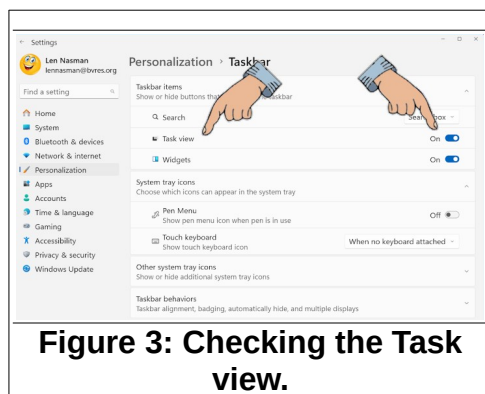 Settings
Len Nasman
lennasman@bvres.org
Find a setting
Home
System
Bluetooth & devices
Network & internet
Personalization
Apps
Accounts
Time & language
Gaming
Accessibility
Privacy & security
Windows Update
Personalization > Taskbar
Taskbar items
Show or hide buttons that taskbar
Search
Task view On
Widgets On
System tray icons
Choose which icons can appear in the system tray
Pen Menu
Show pen menu icon when pen is in use
Off
Touch keyboard
Show touch keyboard icon
When no keyboard attached
Other system tray icons
Show or hide additional system tray icons
Taskbar behaviors
Taskbar alignment, badging, automatically hide, and multiple displays
Figure 3: Checking the Task
view.